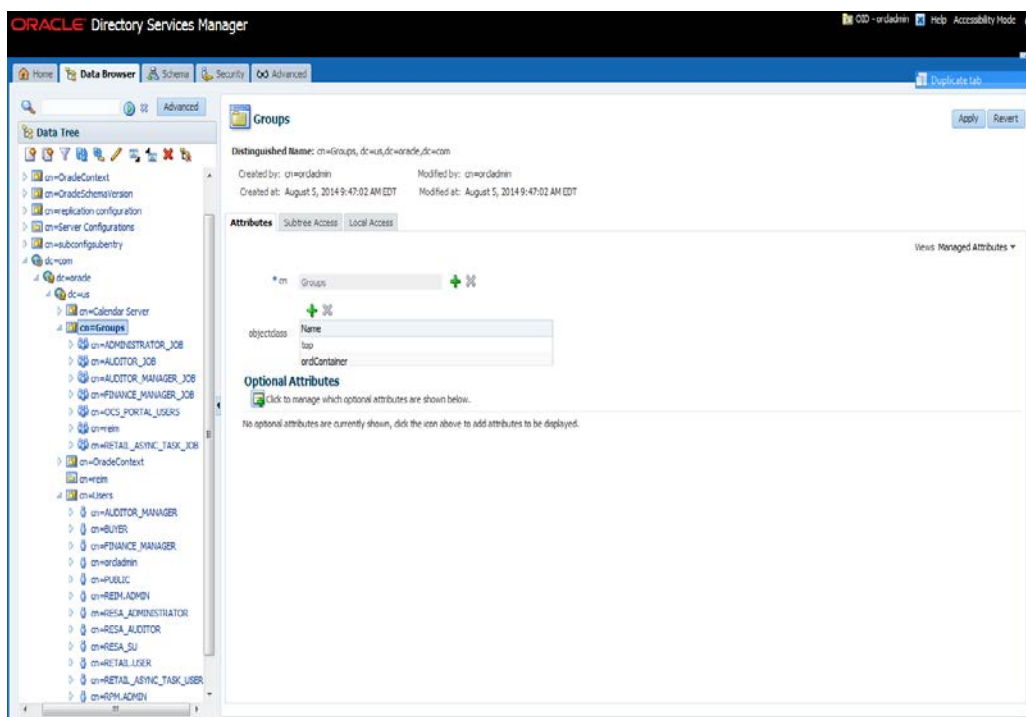 ORACLE Directory Services Manager
OID - orcladmin Help Accessibility Mode
Home Data Browser Schema Security Advanced
Duplicate tab
Advanced
Data Tree
cn=OracleContext
cn=OracleSchemaVersion
cn=replication configuration
cn=Server Configurations
cn=subconfigsubentry
dc=com
dc=oracle
dc=us
cn=Calendar Server
cn=Groups
cn=ADMINISTRATOR_JOB
cn=AUDITOR_JOB
cn=AUDITOR_MANAGER_JOB
cn=FINANCE_MANAGER_JOB
cn=OCS_PORTAL_USERS
cn=reim
cn=RETAIL_ASYNC_TASK_JOB
cn=OracleContext
cn=reim
cn=Users
cn=AUDITOR_MANAGER
cn=BUYER
cn=FINANCE_MANAGER
cn=orcladmin
cn=PUBLIC
cn=REIM.ADMIN
cn=RESA_ADMINISTRATOR
cn=RESA_AUDITOR
cn=RESA_SU
cn=RETAIL.USER
cn=RETAIL_ASYNC_TASK_USER
cn=RPM.ADMIN
Groups
Apply Revert
Distinguished Name: cn=Groups, dc=us,dc=oracle,dc=com
Created by: cn=orcladmin Modified by: cn=orcladmin
Created at: August 5, 2014 9:47:02 AM EDT Modified at: August 5, 2014 9:47:02 AM EDT
Attributes Subtree Access Local Access
Views Managed Attributes
* cn Groups
objectclass
Name
top
orclContainer
Optional Attributes
Click to manage which optional attributes are shown below.
No optional attributes are currently shown, click the icon above to add attributes to be displayed.